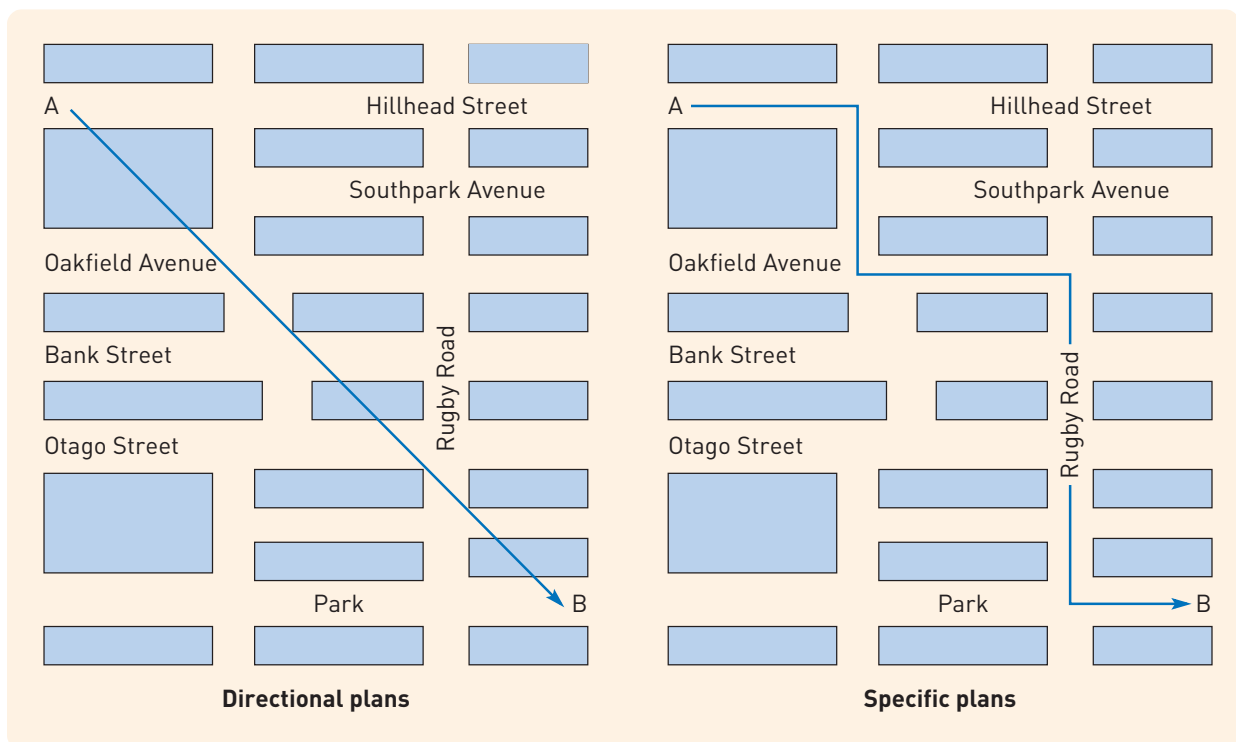 A
Hillhead Street
Southpark Avenue
Oakfield Avenue
Bank Street
Rugby Road
Otago Street
Park
B
Directional plans
A
Hillhead Street
Southpark Avenue
Oakfield Avenue
Bank Street
Rugby Road
Otago Street
Park
B
Specific plans